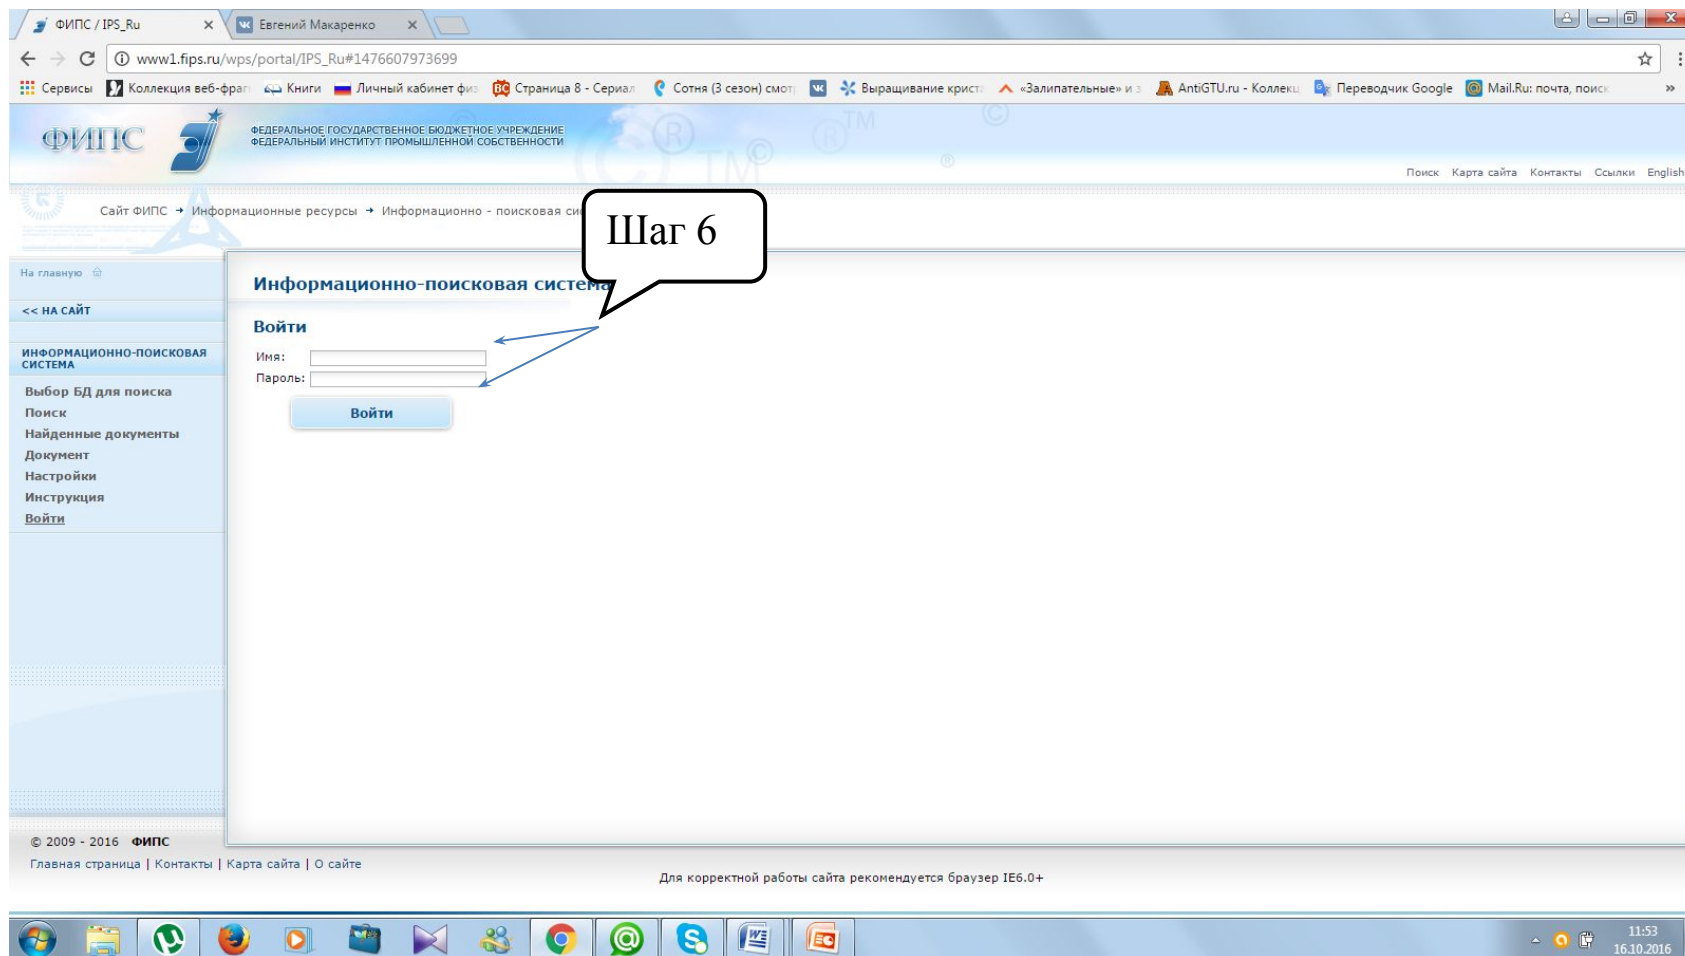 ФИПС / IPS_Ru
Евгений Макаренко
www1.fips.ru/wps/portal/IPS_Ru#1476607973699
Сервисы Коллекция веб-фраг Книги Личный кабинет физ Страница 8 - Сериал Сотня (3 сезон) смот Выращивание криста «Залипательные» и з AntiGTU.ru - Коллекц Переводчик Google Mail.Ru: почта, поиск »
ФИПС
ФЕДЕРАЛЬНОЕ ГОСУДАРСТВЕННОЕ БЮДЖЕТНОЕ УЧРЕЖДЕНИЕ
ФЕДЕРАЛЬНЫЙ ИНСТИТУТ ПРОМЫШЛЕННОЙ СОБСТВЕННОСТИ
Поиск Карта сайта Контакты Ссылки English
Сайт ФИПС → Информационные ресурсы → Информационно - поисковая си
Шаг 6
На главную
<< НА САЙТ
ИНФОРМАЦИОННО-ПОИСКОВАЯ
СИСТЕМА
Выбор БД для поиска
Поиск
Найденные документы
Документ
Настройки
Инструкция
Войти
Информационно-поисковая система
Войти
Имя:
Пароль:
Войти
© 2009 - 2016 ФИПС
Главная страница | Контакты | Карта сайта | О сайте
Для корректной работы сайта рекомендуется браузер IE6.0+
11:53
16.10.2016